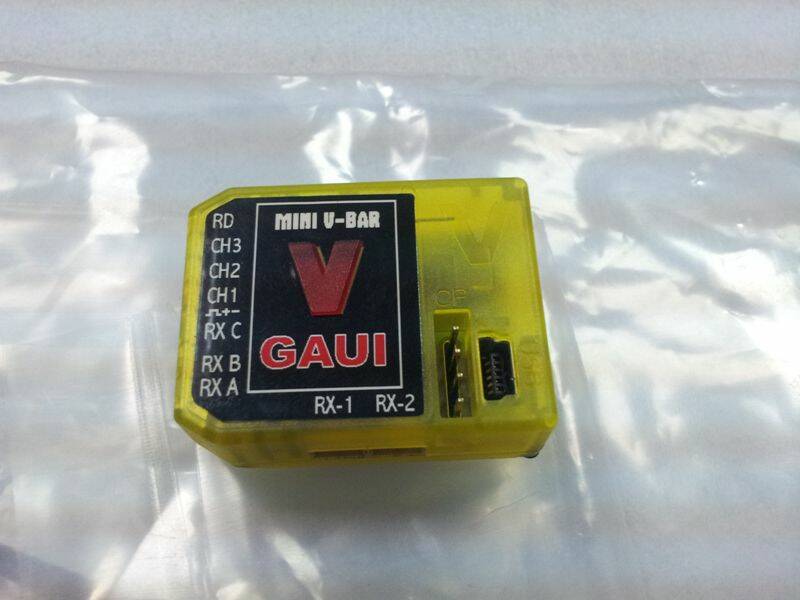 RD
CH3
CH2
CH1
RX C
RX B
RX A
MINI V-BAR
V
GAUI
RX-1 RX-2